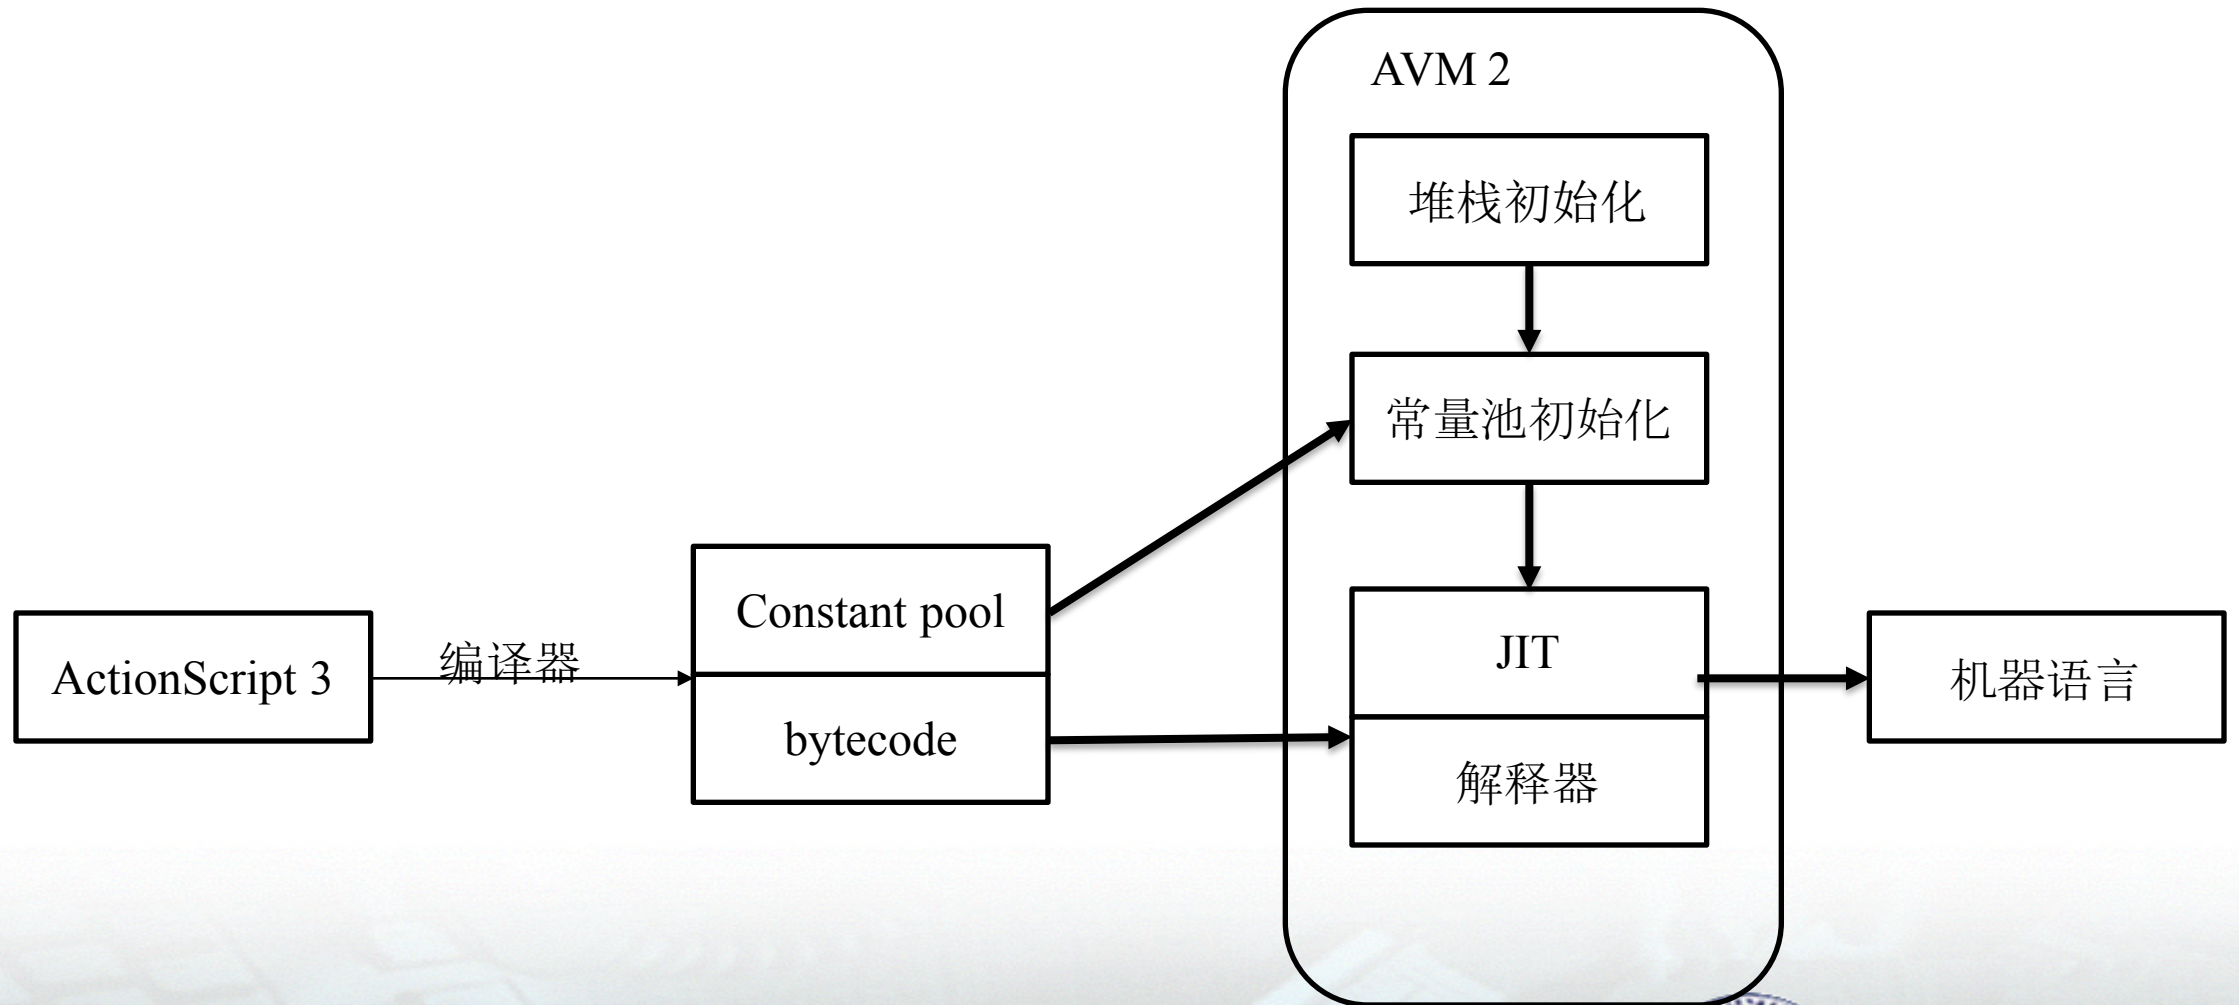 AVM 2
堆栈初始化
常量池初始化
Constant pool
ActionScript 3
编译器
bytecode
JIT
解释器
机器语言